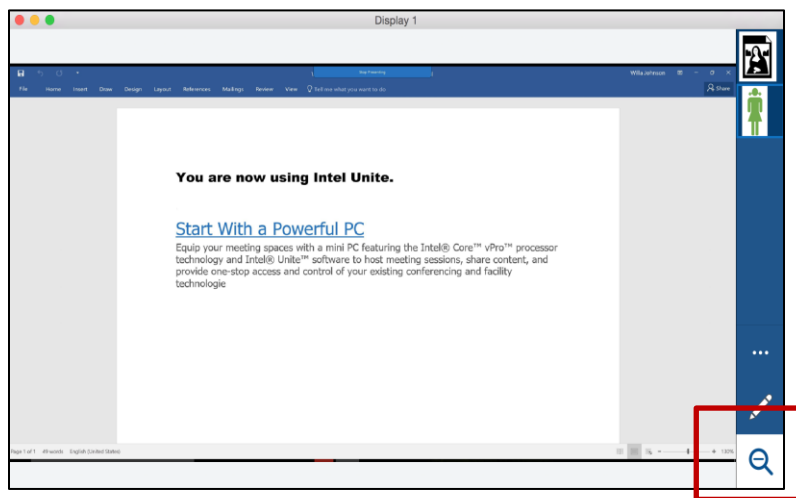 Display 1
Stop Presenting
Willa Johnson
File Home Insert Draw Design Layout References Mailings Review View Tell me what you want to do Share
You are now using Intel Unite.
Start With a Powerful PC
Equip your meeting spaces with a mini PC featuring the Intel® Core™ vPro™ processor
technology and Intel® Unite™ software to host meeting sessions, share content, and
provide one-stop access and control of your existing conferencing and facility
technologie
Page 1 of 1 49 words English (United States)